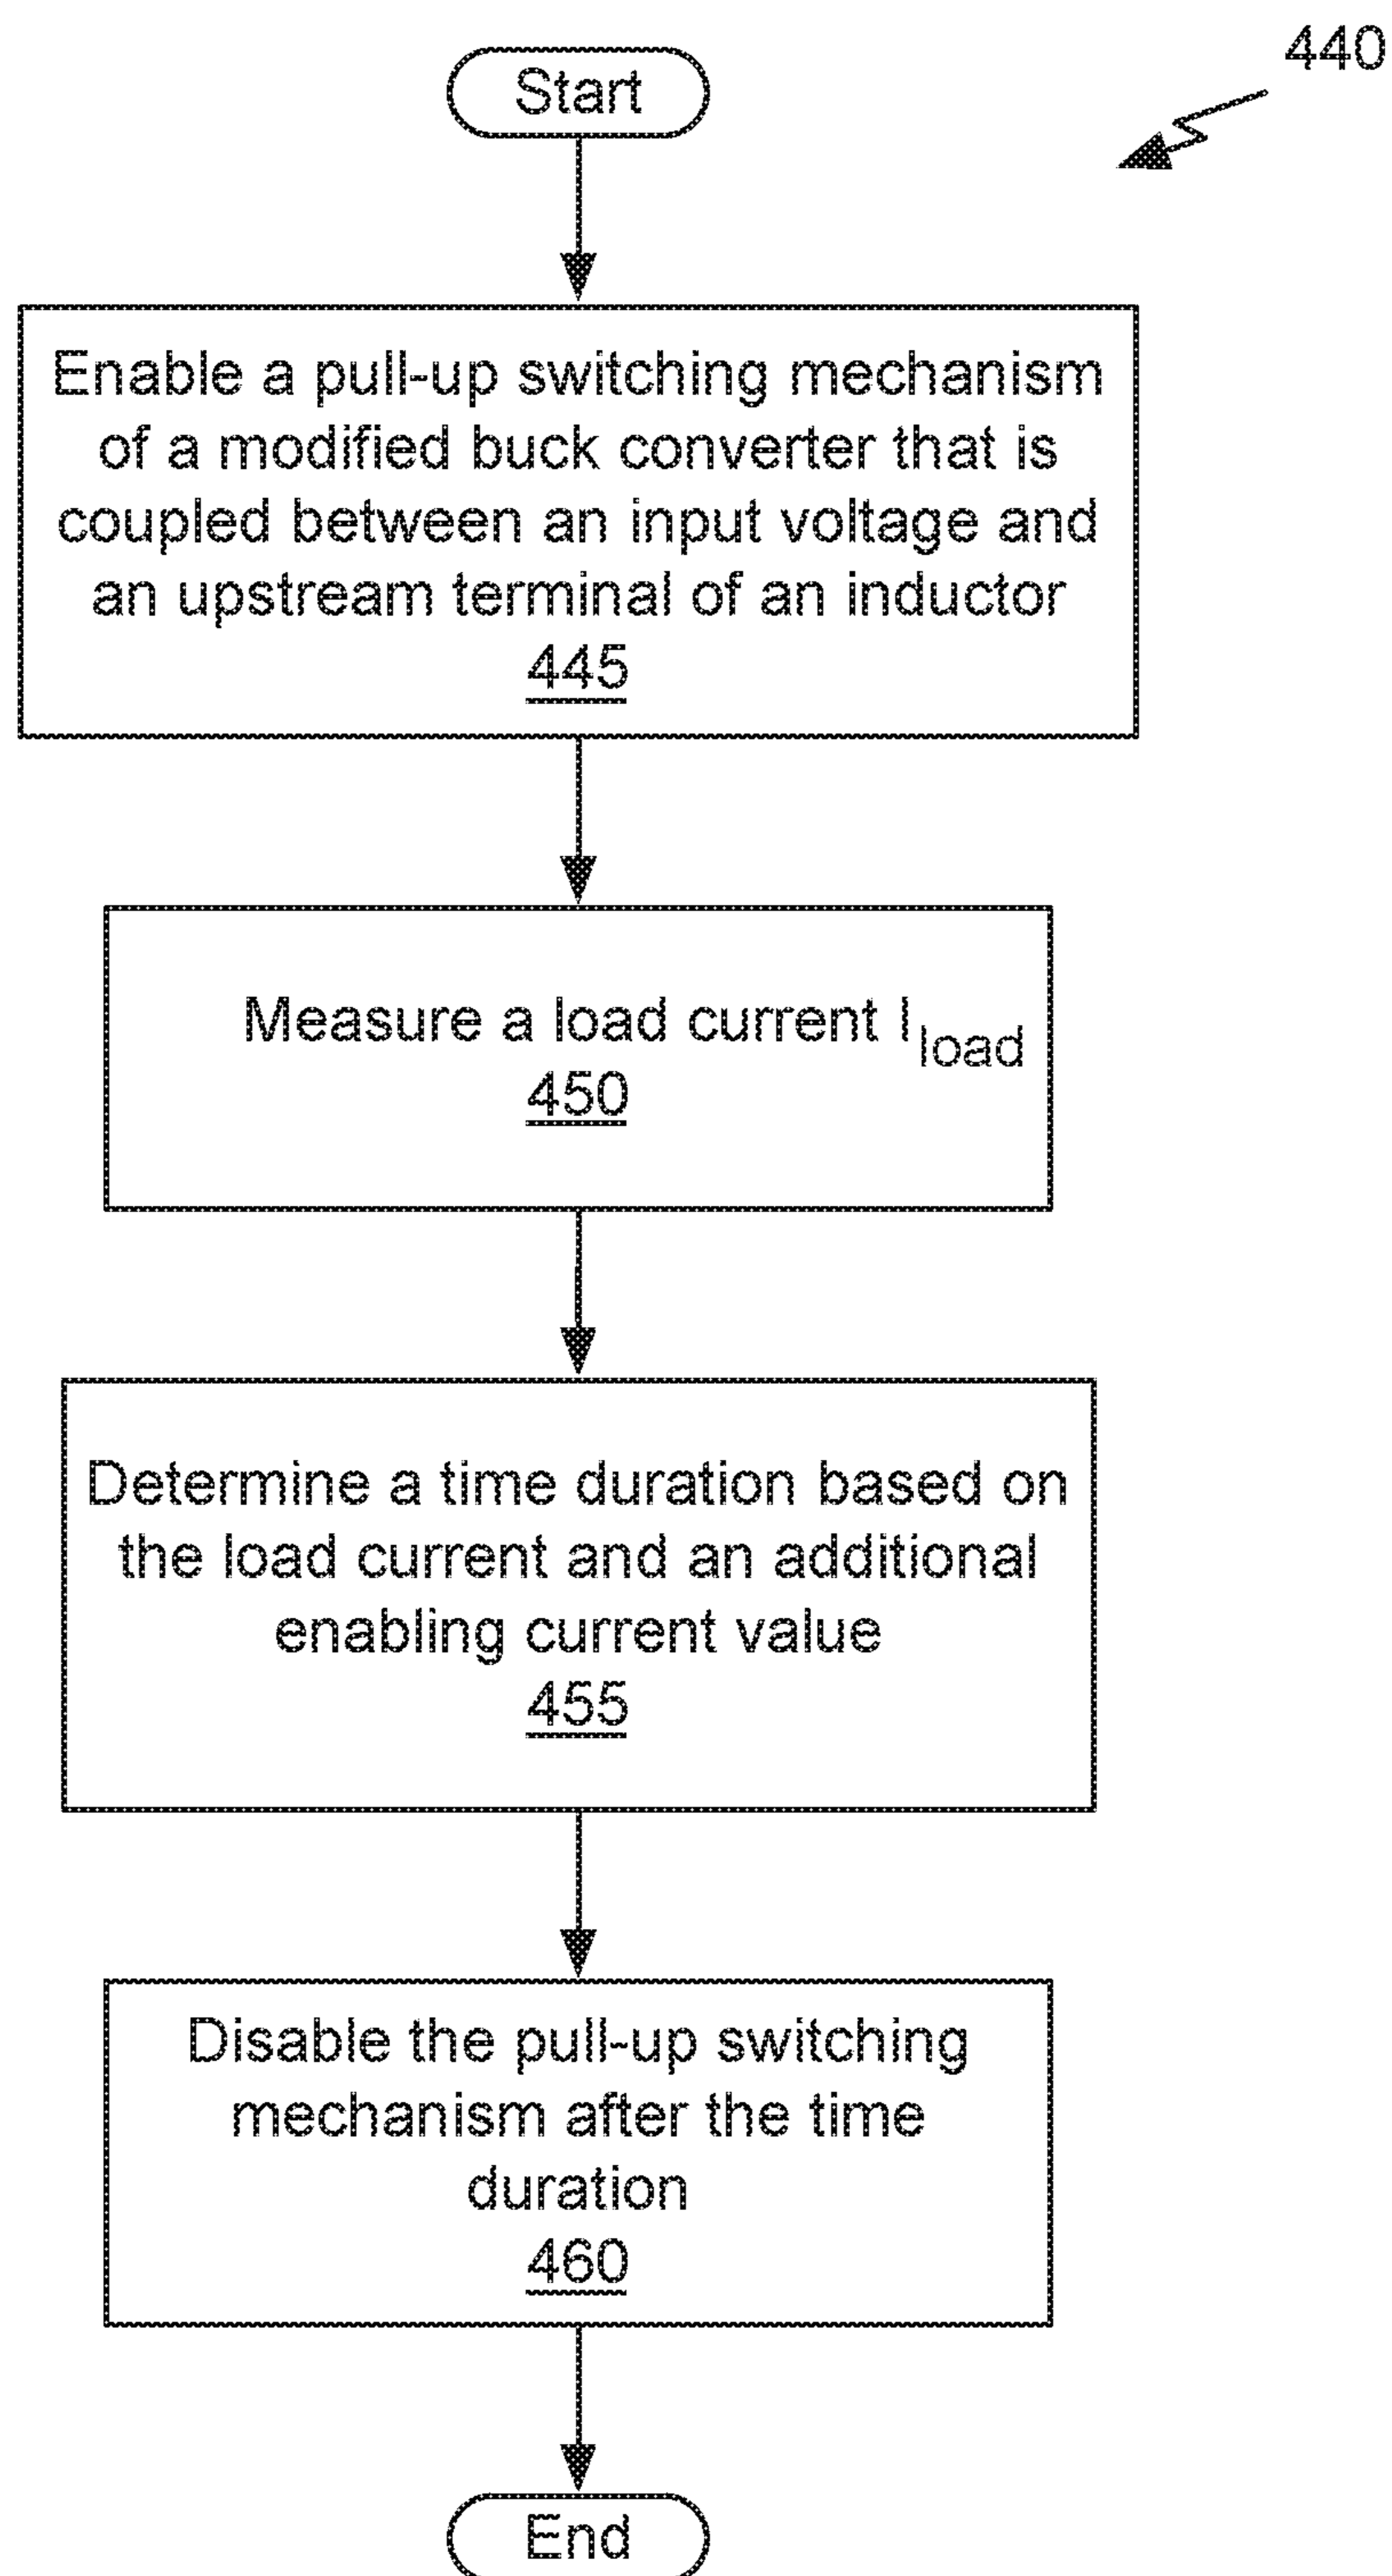 440
Start
Enable a pull-up switching mechanism
of a modified buck converter that is
coupled between an input voltage and
an upstream terminal of an inductor
445
Measure a load current I load
450
Determine a time duration based on
the load current and an additional
enabling current value
455
Disable the pull-up switching
mechanism after the time
duration
460
End